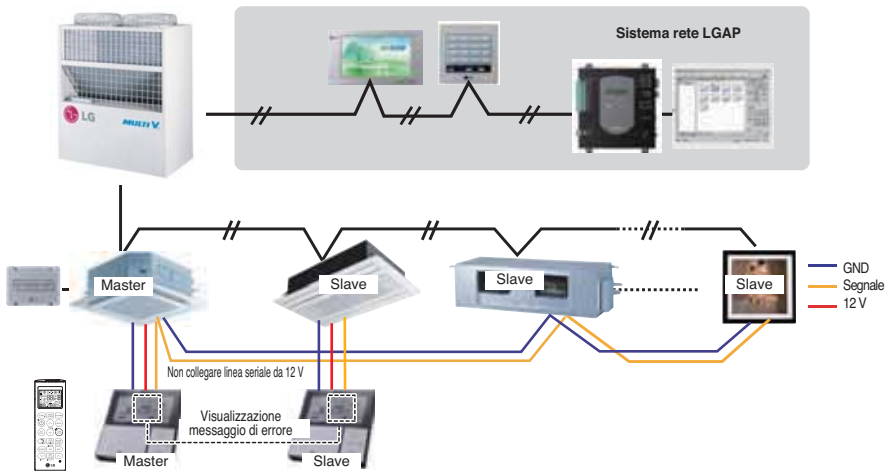 Sistema rete LGAP
LG
MULTI V.
Master
Slave
Slave
Slave
GND
Segnale
12 V
Non collegare linea seriale da 12 V
Visualizzazione
messaggio di errore
LG
Master
Slave